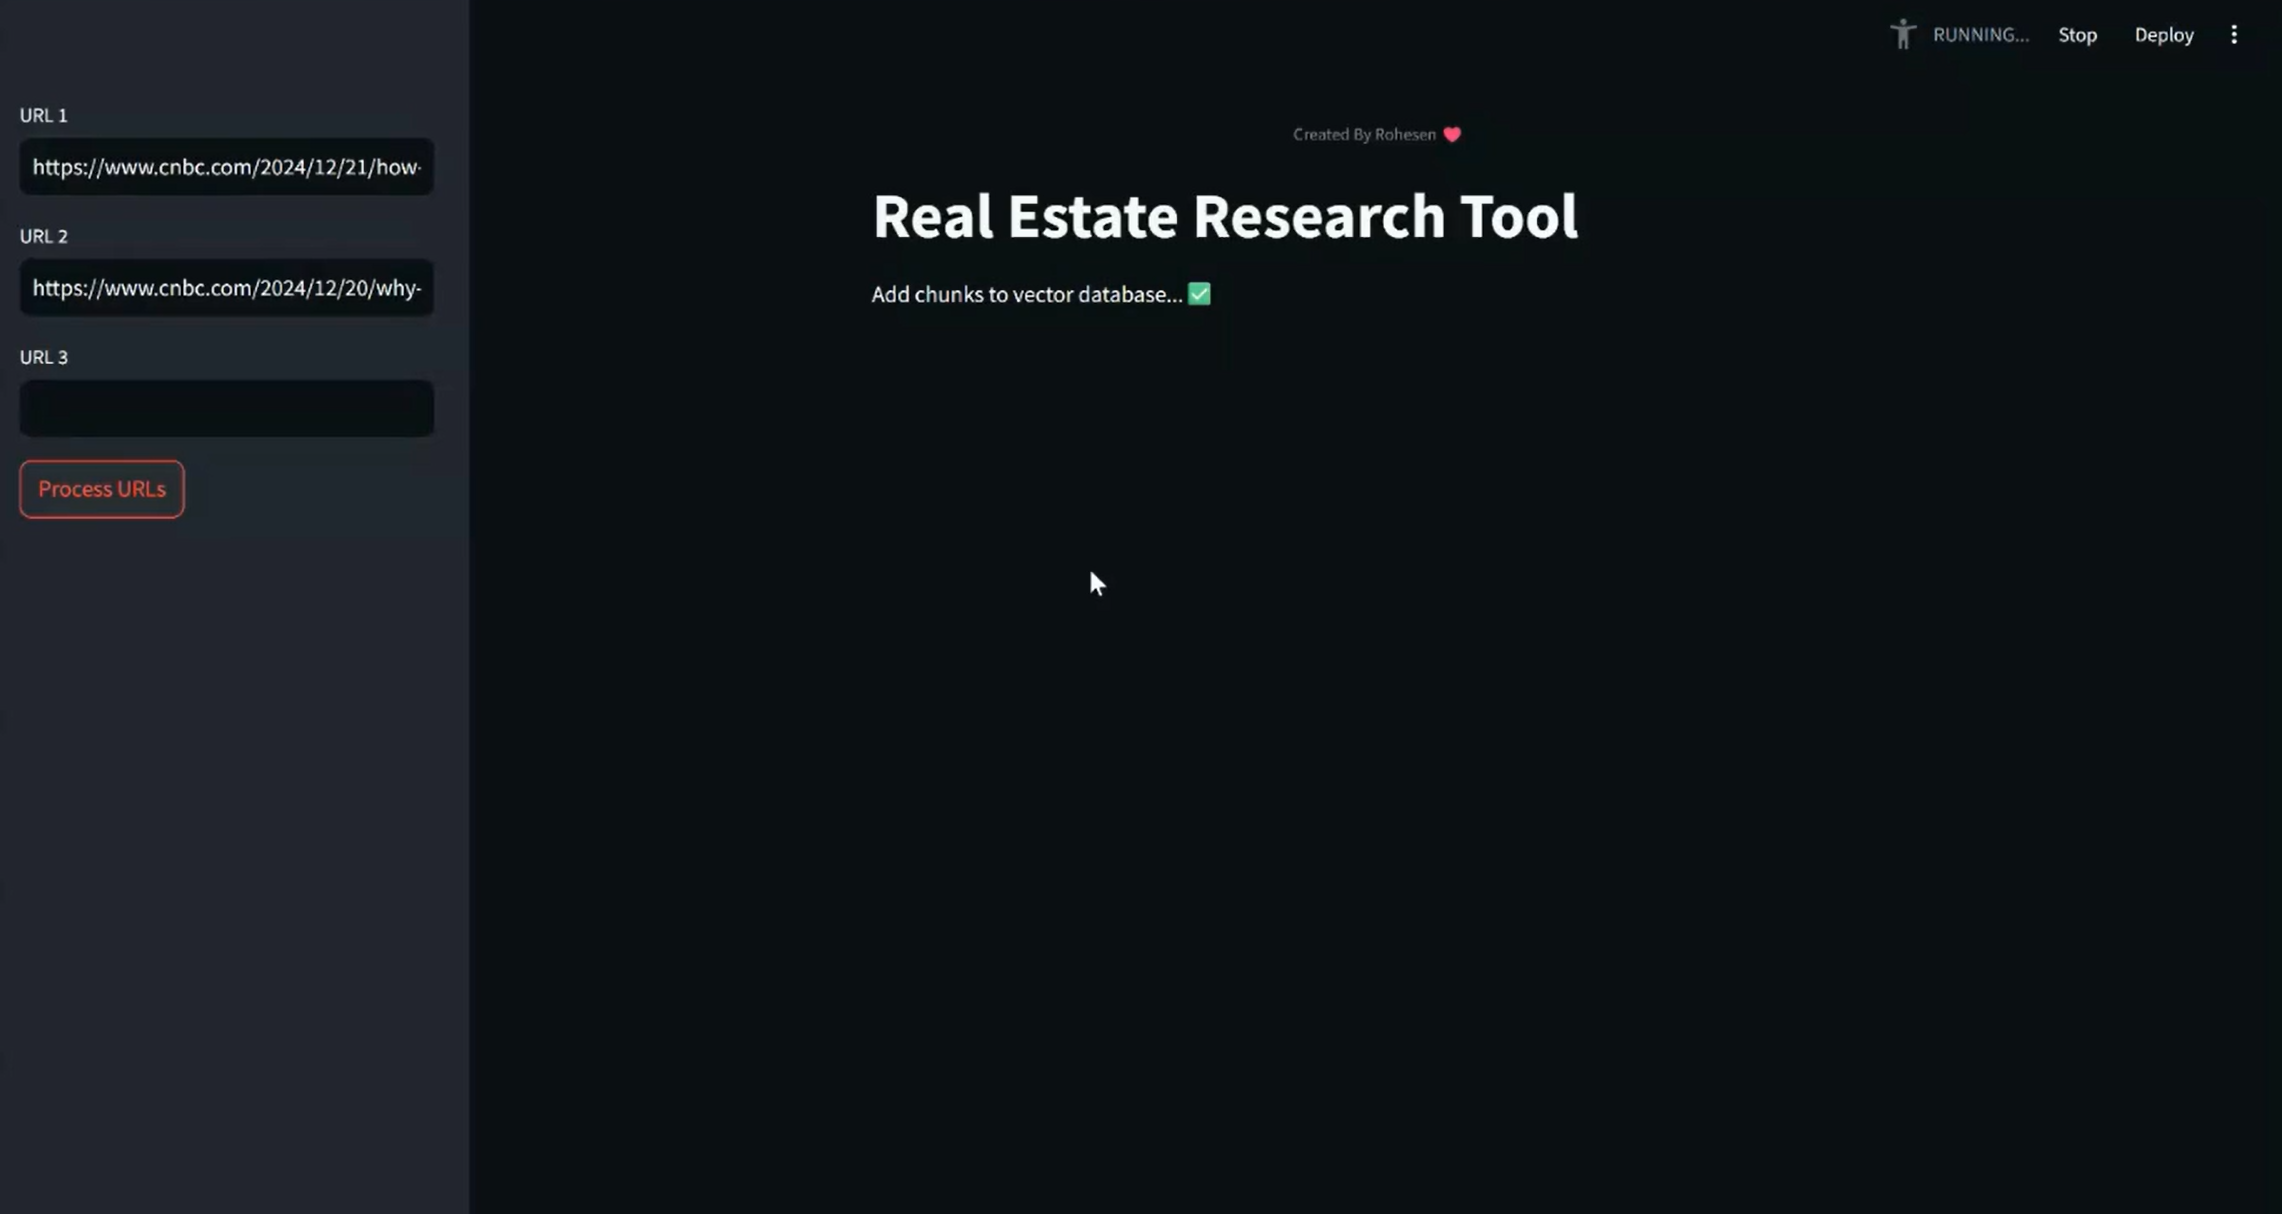 RUNNING... Stop Deploy
URL 1
https://www.cnbc.com/2024/12/21/how-
URL 2
https://www.cnbc.com/2024/12/20/why-
URL 3
Process URLs
Created By Rohesen ❤️
Real Estate Research Tool
Add chunks to vector database... ✅